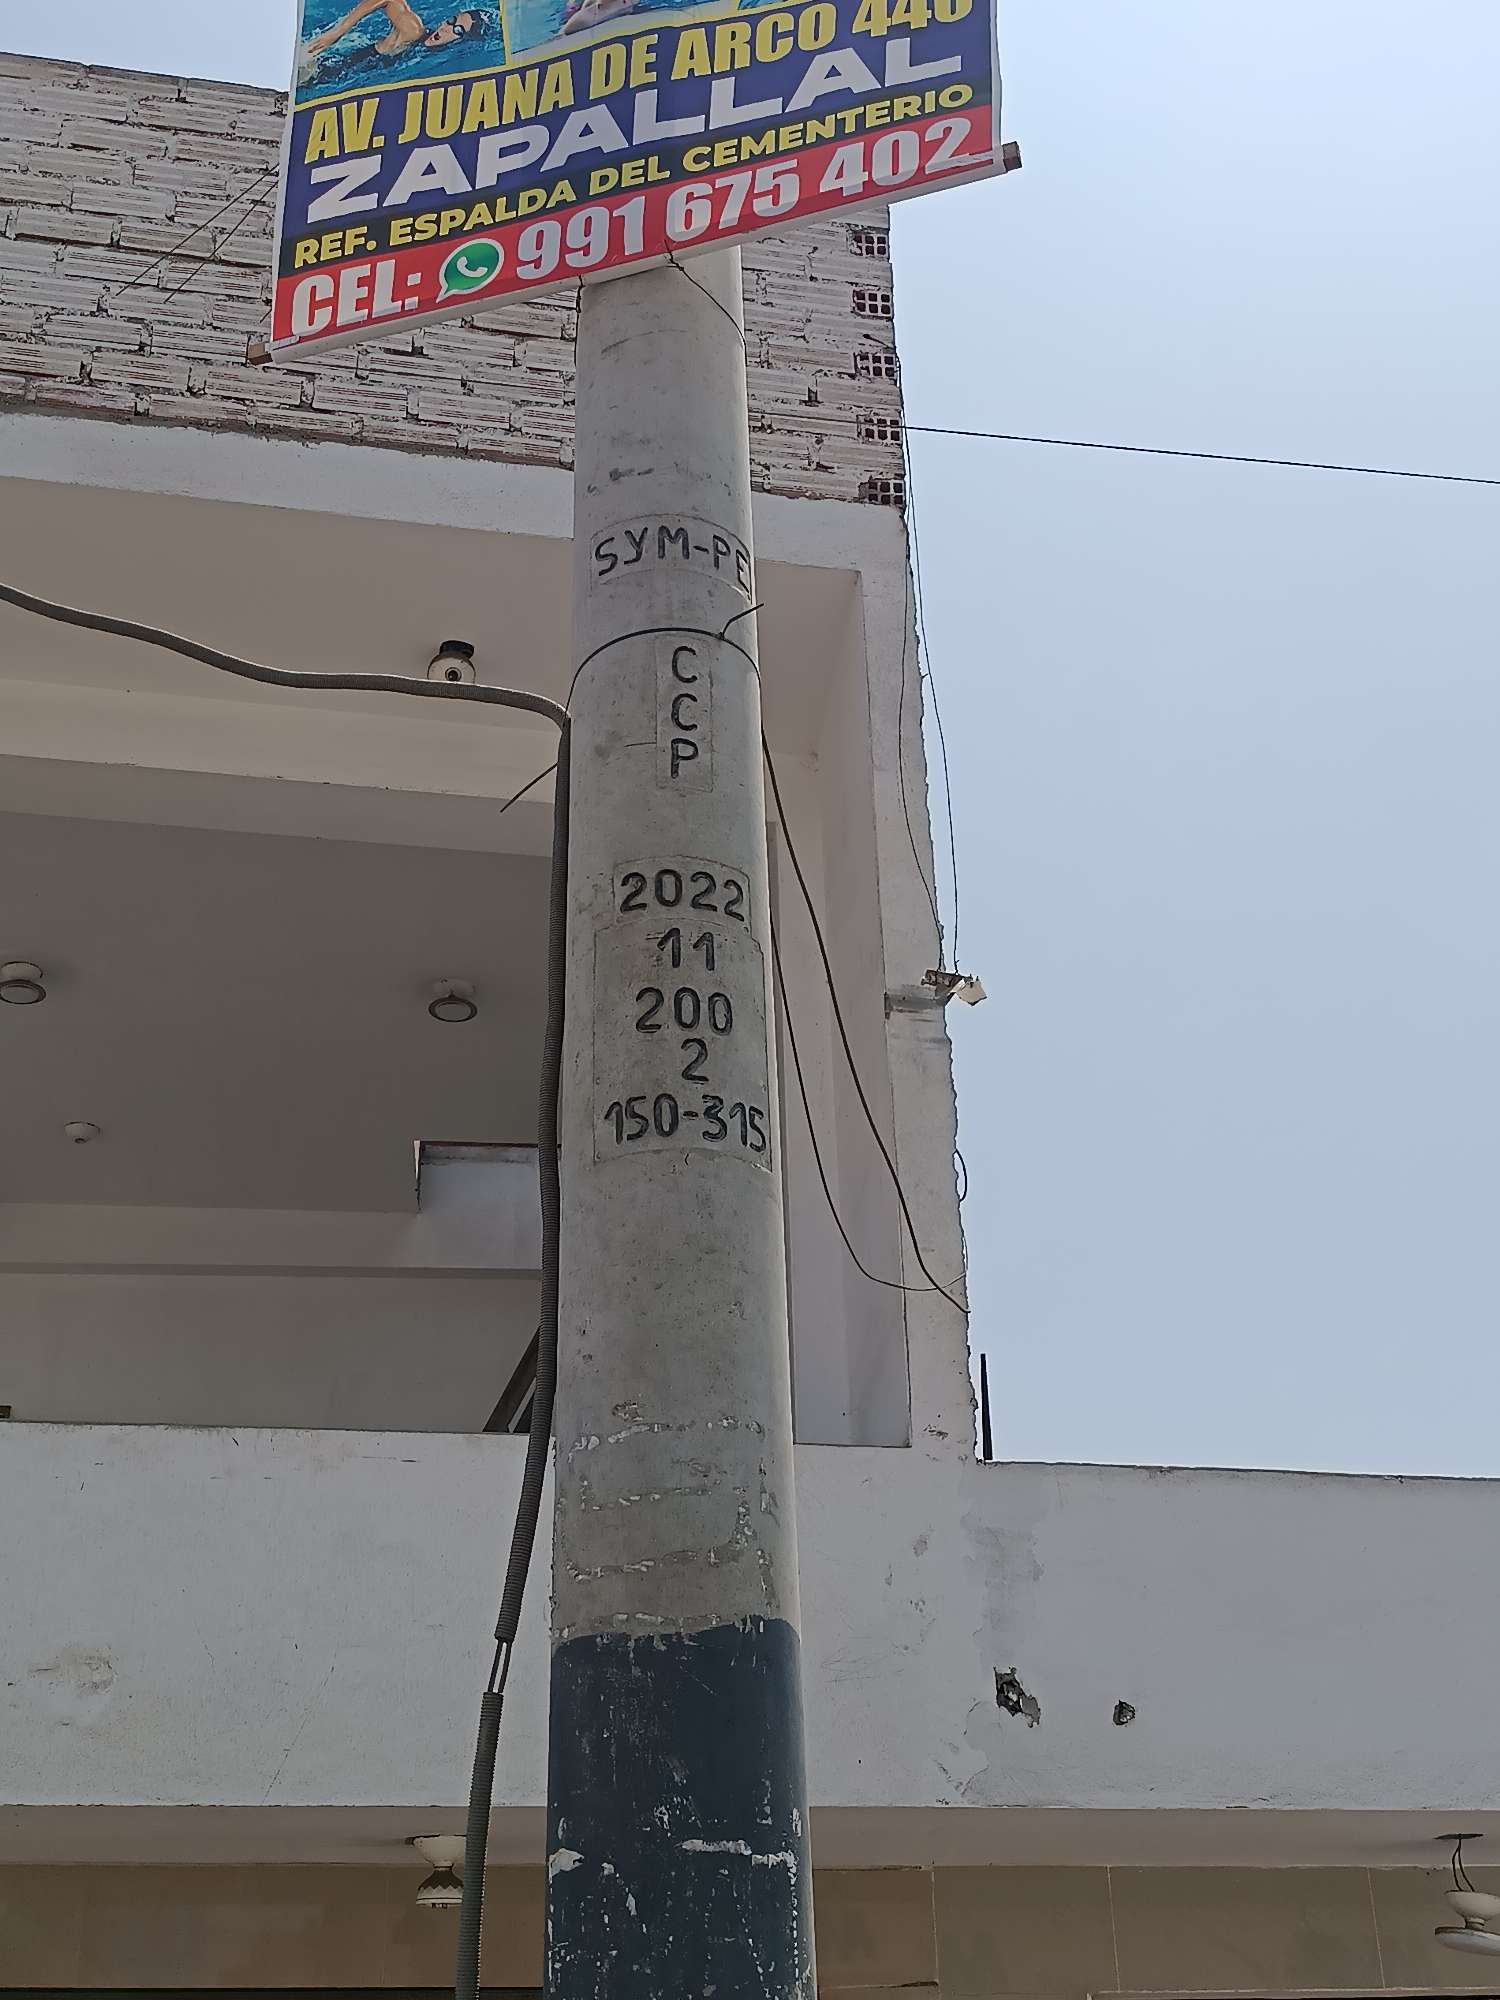 AV. JUANA DE ARCO 440
ZAPALLAL
REF. ESPALDA DEL CEMENTERIO
CEL: 991 675 402
SYM-PE
C
C
P
2022
11
200
2
150-315